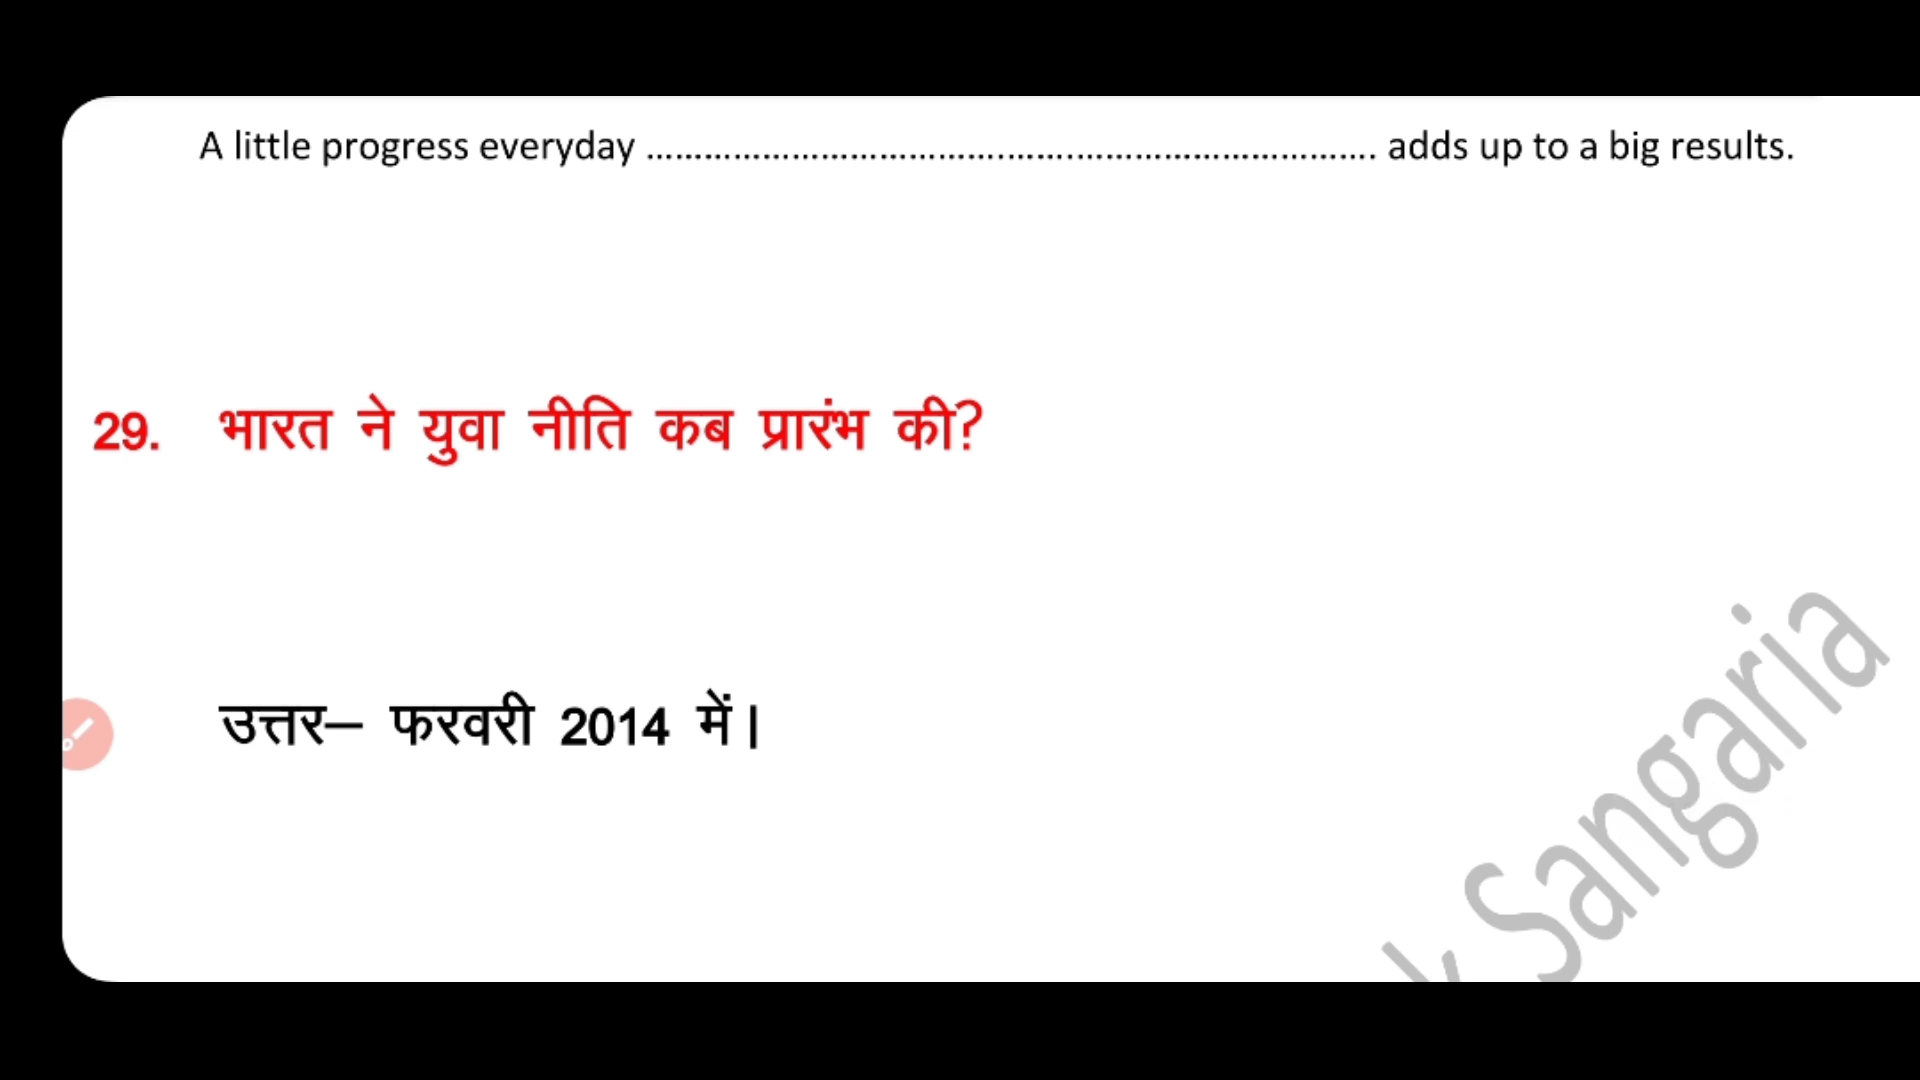 A little progress everyday ........................................................................... adds up to a big results.
29. भारत ने युवा नीति कब प्रारंभ की?
उत्तर– फरवरी 2014 में।
Sangaria